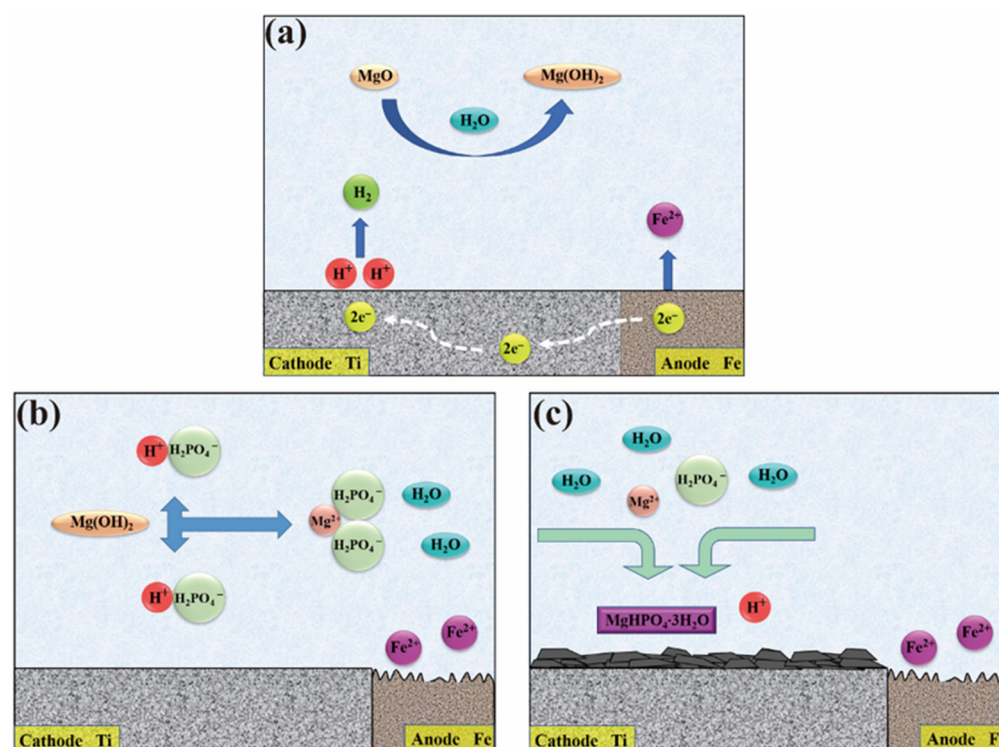 (a)
MgO
Mg(OH)₂
H₂O
H₂
Fe²⁺
H⁺ H⁺
2e⁻
2e⁻
2e⁻
Cathode Ti
Anode Fe
(b)
H⁺ H₂PO₄⁻
Mg(OH)₂
H₂PO₄⁻
Mg²⁺
H₂PO₄⁻
H₂O
H₂O
H⁺ H₂PO₄⁻
Fe²⁺
Fe²⁺
Cathode Ti
Anode Fe
(c)
H₂O
H₂O
H₂PO₄⁻
H₂O
Mg²⁺
MgHPO₄·3H₂O
H⁺
Fe²⁺
Fe²⁺
Cathode Ti
Anode F